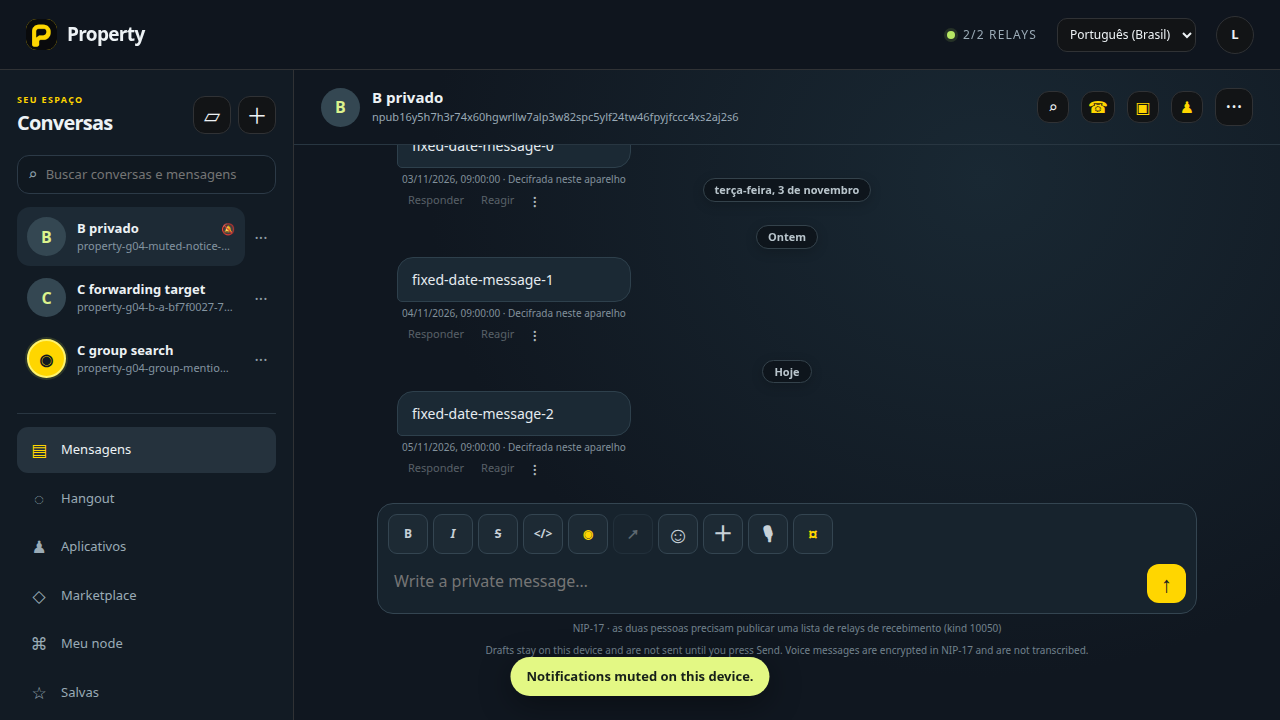 Property
2/2 RELAYS
Português (Brasil)
L
SEU ESPAÇO
Conversas
Buscar conversas e mensagens
B
B privado
property-g04-muted-notice-...
C
C forwarding target
property-g04-b-a-bf7f0027-7...
C group search
property-g04-group-mentio...
Mensagens
Hangout
Aplicativos
Marketplace
Meu node
Salvas
B
B privado
npub16y5h7h3r74x60hgwrllw7alp3w82spc5ylf24tw46fpyjfccc4xs2aj2s6
fixed-date-message-0
03/11/2026, 09:00:00 · Decifrada neste aparelho
Responder Reagir
terça-feira, 3 de novembro
Ontem
fixed-date-message-1
04/11/2026, 09:00:00 · Decifrada neste aparelho
Responder Reagir
Hoje
fixed-date-message-2
05/11/2026, 09:00:00 · Decifrada neste aparelho
Responder Reagir
B I S </>
Write a private message...
NIP-17 · as duas pessoas precisam publicar uma lista de relays de recebimento (kind 10050)
Drafts stay on this device and are not sent until you press Send. Voice messages are encrypted in NIP-17 and are not transcribed.
Notifications muted on this device.